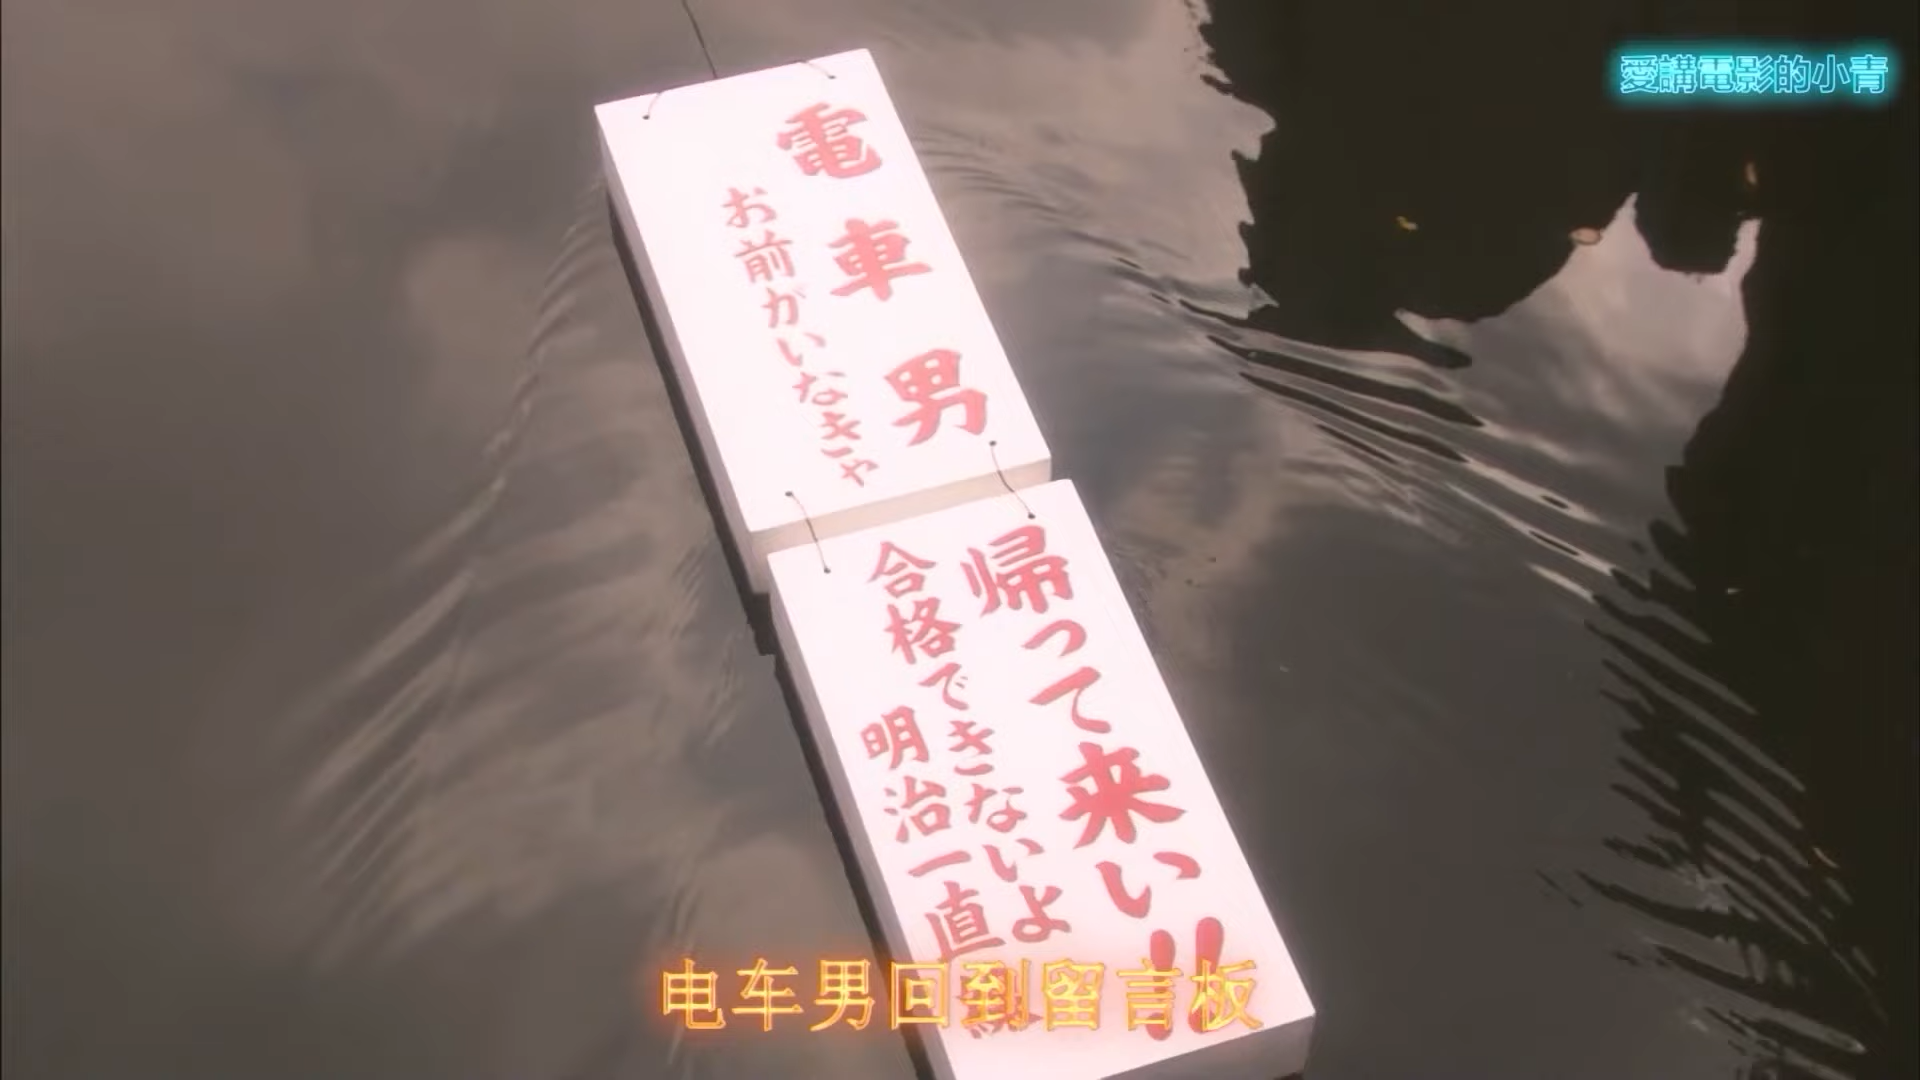 愛講電影的小青
電車男
お前がいなきゃ
帰って来い!!
合格できないよ
明治一直
电车男回到留言板